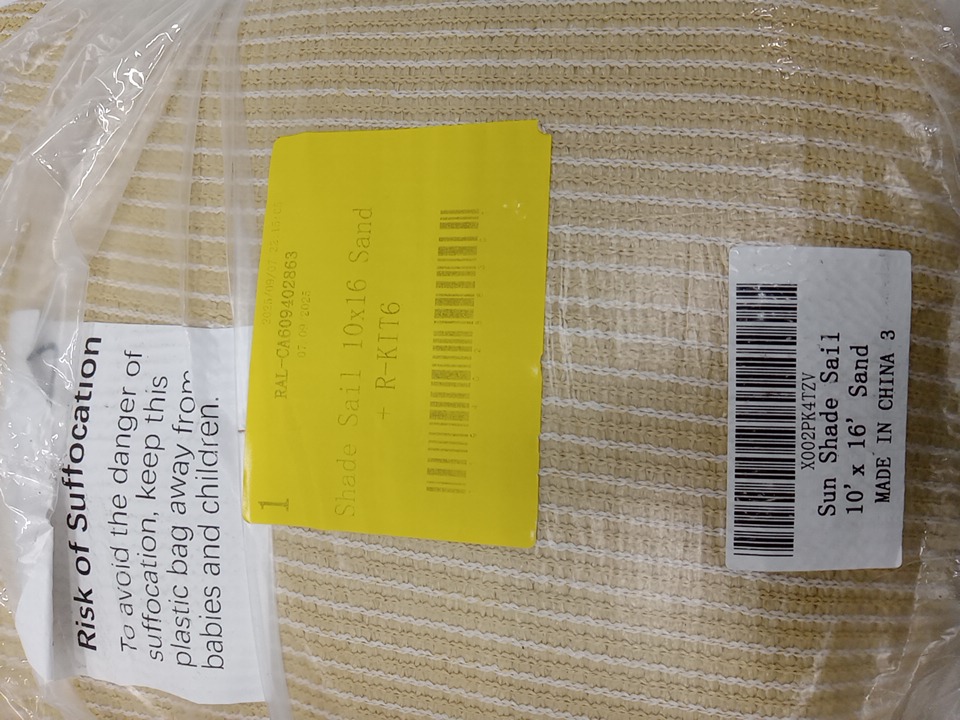 Risk of Suffocation
To avoid the danger of
suffocation, keep this
plastic bag away from
babies and children.
RAL-CA609402863
07.09.2025
1
Shade Sail 10x16 Sand
+ R-KIT6
X002PK4TZV
Sun Shade Sail
10' x 16' Sand
MADE IN CHINA 3